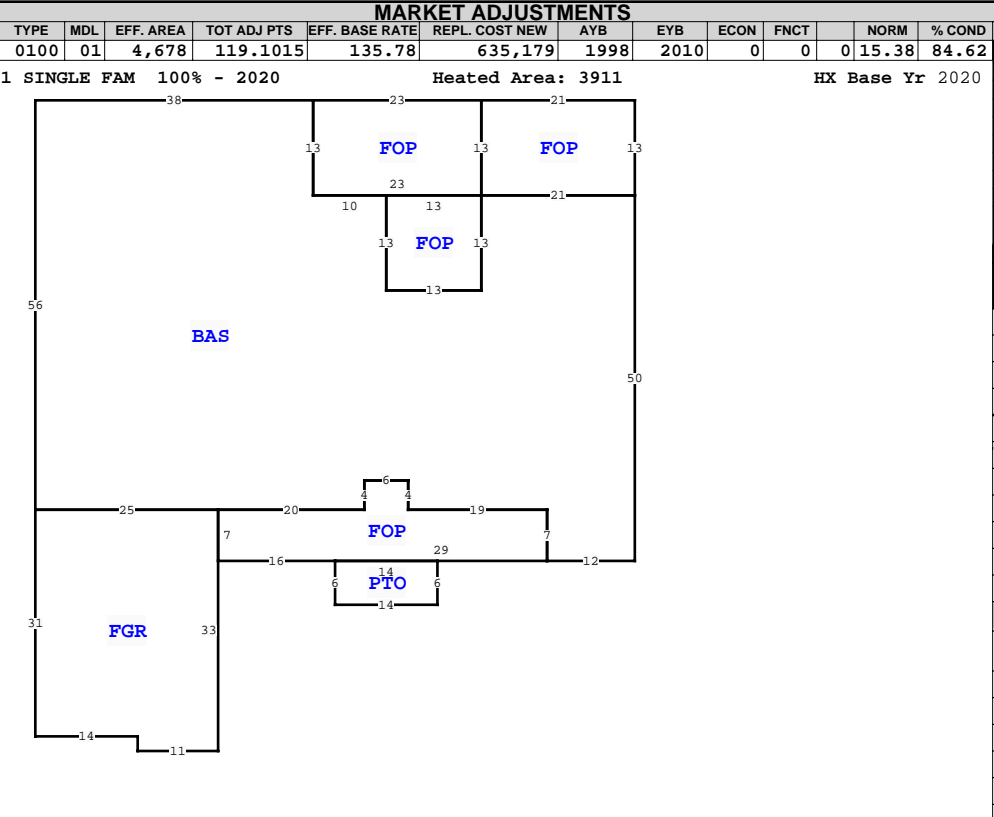 MARKET ADJUSTMENTS
TYPE MDL EFF. AREA TOT ADJ PTS EFF. BASE RATE REPL. COST NEW AYB EYB ECON FNCT NORM % COND
0100 01 4,678 119.1015 135.78 635,179 1998 2010 0 0 0 15.38 84.62
1 SINGLE FAM 100% - 2020 Heated Area: 3911 HX Base Yr 2020
38 23 21
13 FOP 13 FOP 13
23
21
10 13
13 FOP 13
13
56
BAS
50
6
4 4
25 20 19
7 FOP 7
29
16 12
14
6 PTO 6
14
31 FGR 33
14
11